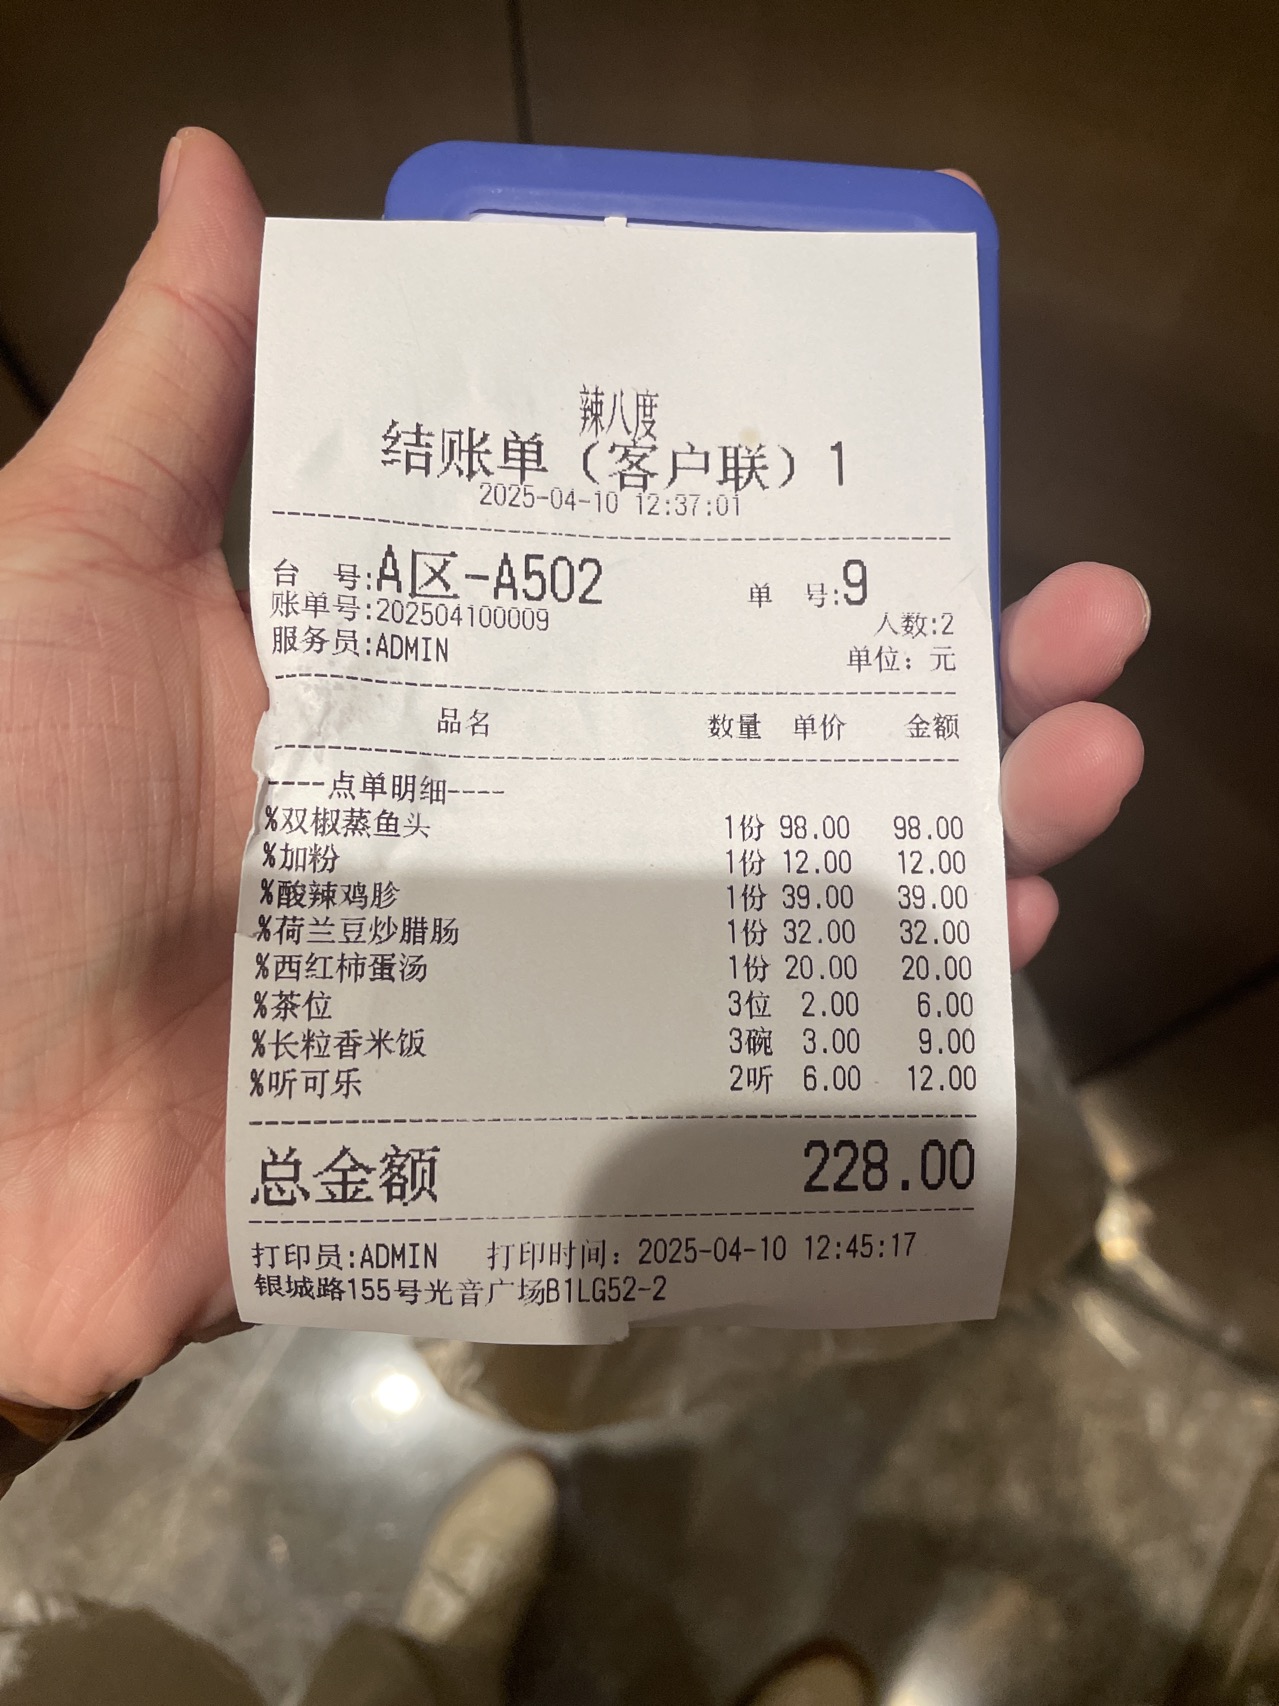 辣八度
结账单（客户联）1
2025-04-10 12:37:01
台 号:A区-A502 单 号:9
账单号:202504100009 人数:2
服务员:ADMIN 单位：元
品名 数量 单价 金额
----点单明细----
%双椒蒸鱼头 1份 98.00 98.00
%加粉 1份 12.00 12.00
%酸辣鸡胗 1份 39.00 39.00
%荷兰豆炒腊肠 1份 32.00 32.00
%西红柿蛋汤 1份 20.00 20.00
%茶位 3位 2.00 6.00
%长粒香米饭 3碗 3.00 9.00
%听可乐 2听 6.00 12.00
总金额 228.00
打印员:ADMIN 打印时间：2025-04-10 12:45:17
银城路155号光音广场B1LG52-2